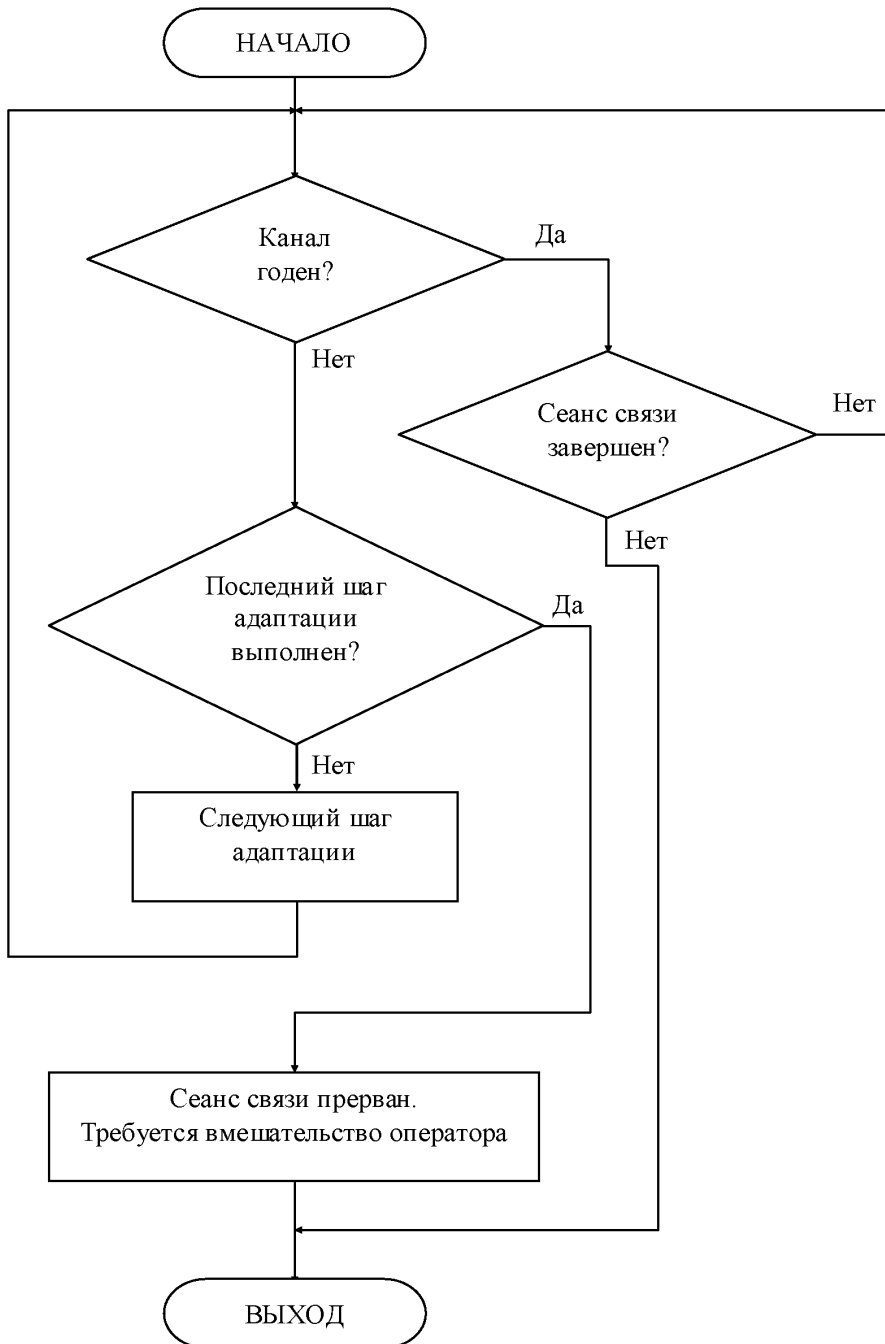 НАЧАЛО
Канал
годен?
Да
Нет
Сеанс связи
завершен?
Нет
Нет
Последний шаг
адаптации
выполнен?
Да
Нет
Следующий шаг
адаптации
Сеанс связи прерван.
Требуется вмешательство оператора
ВЫХОД